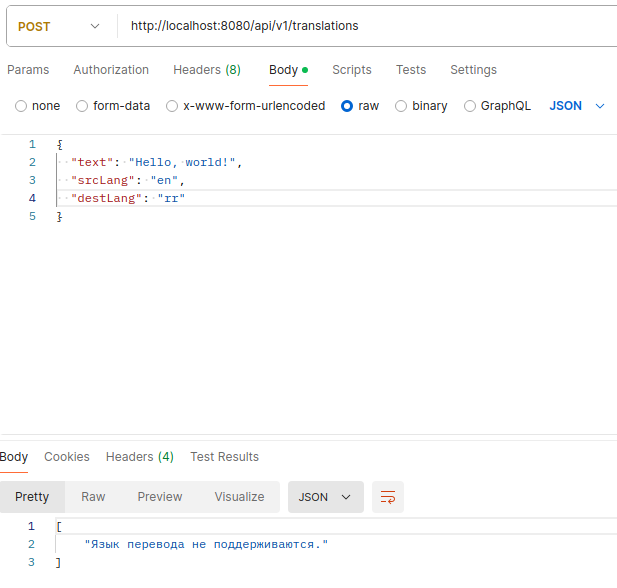 POST http://localhost:8080/api/v1/translations
Params Authorization Headers (8) Body Scripts Tests Settings
none form-data x-www-form-urlencoded raw binary GraphQL JSON
1 {
2 "text": "Hello, world!",
3 "srcLang": "en",
4 "destLang": "rr"
5 }
Body Cookies Headers (4) Test Results
Pretty Raw Preview Visualize JSON
1 [
2 "Язык перевода не поддерживаются."
3 ]